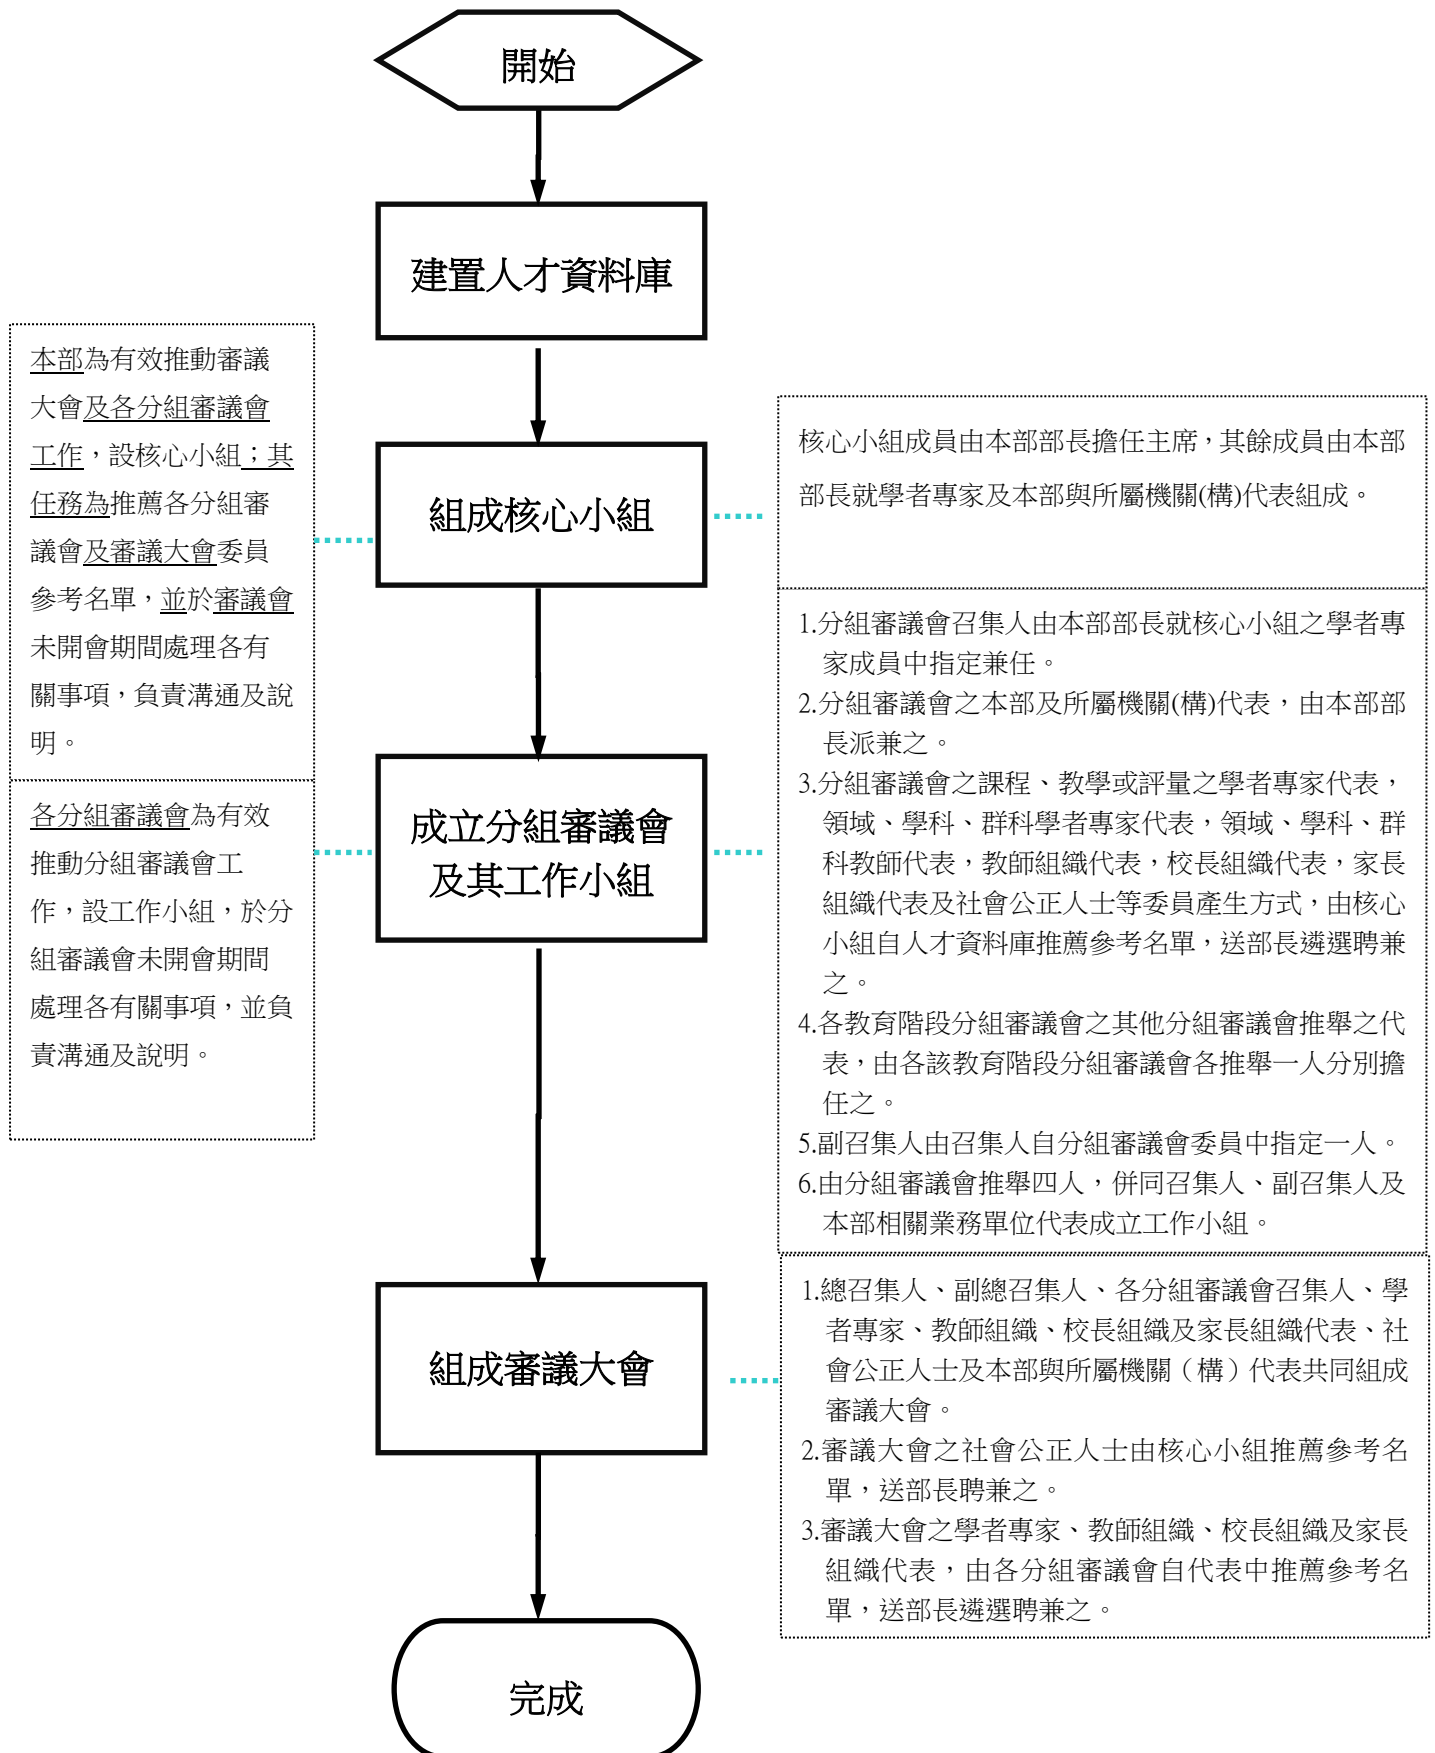 開始
建置人才資料庫
本部為有效推動審議
大會及各分組審議會
工作，設核心小組；其
任務為推薦各分組審
議會及審議大會委員
參考名單，並於審議會
未開會期間處理各有
關事項，負責溝通及說
明。
組成核心小組
核心小組成員由本部部長擔任主席，其餘成員由本部
部長就學者專家及本部與所屬機關(構)代表組成。
各分組審議會為有效
推動分組審議會工
作，設工作小組，於分
組審議會未開會期間
處理各有關事項，並負
責溝通及說明。
成立分組審議會
及其工作小組
1.分組審議會召集人由本部部長就核心小組之學者專
家成員中指定兼任。
2.分組審議會之本部及所屬機關(構)代表，由本部部
長派兼之。
3.分組審議會之課程、教學或評量之學者專家代表，
領域、學科、群科學者專家代表，領域、學科、群
科教師代表，教師組織代表，校長組織代表，家長
組織代表及社會公正人士等委員產生方式，由核心
小組自人才資料庫推薦參考名單，送部長遴選聘兼
之。
4.各教育階段分組審議會之其他分組審議會推舉之代
表，由各該教育階段分組審議會各推舉一人分別擔
任之。
5.副召集人由召集人自分組審議會委員中指定一人。
6.由分組審議會推舉四人，併同召集人、副召集人及
本部相關業務單位代表成立工作小組。
組成審議大會
1.總召集人、副總召集人、各分組審議會召集人、學
者專家、教師組織、校長組織及家長組織代表、社
會公正人士及本部與所屬機關（構）代表共同組成
審議大會。
2.審議大會之社會公正人士由核心小組推薦參考名
單，送部長聘兼之。
3.審議大會之學者專家、教師組織、校長組織及家長
組織代表，由各分組審議會自代表中推薦參考名
單，送部長遴選聘兼之。
完成